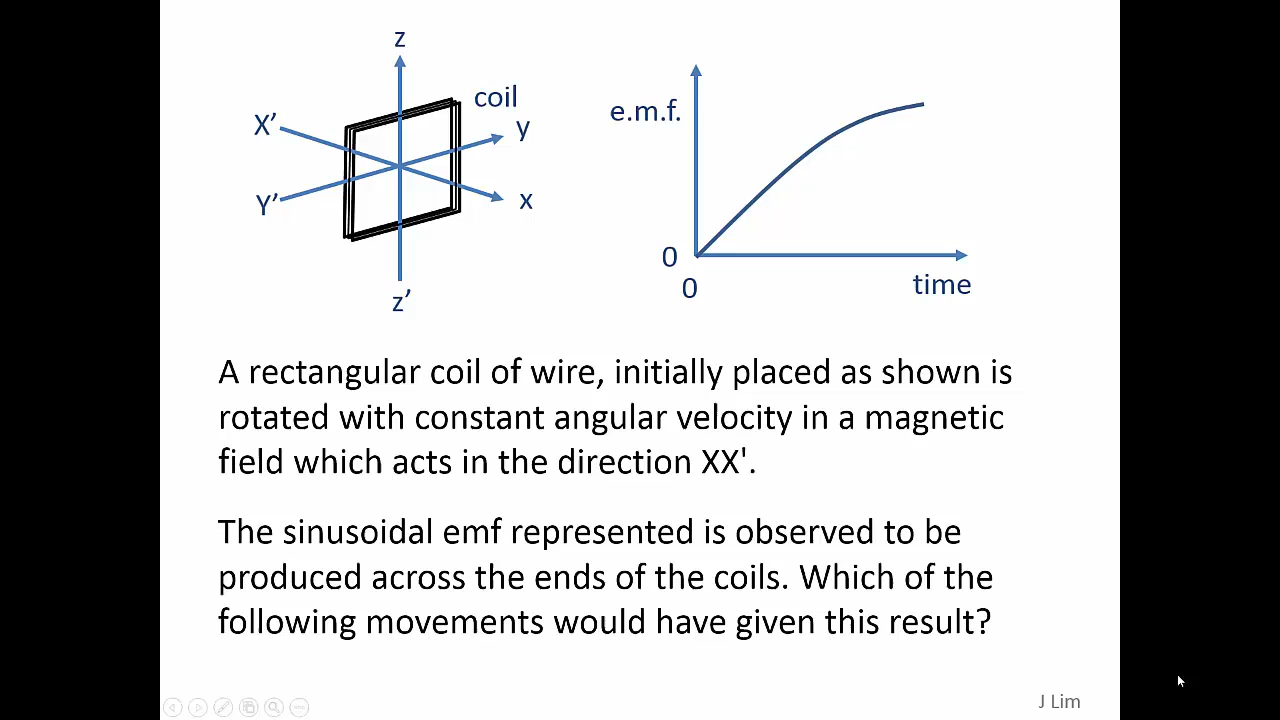 z
coil
X’
y
Y’
x
z’
e.m.f.
0
0
time
A rectangular coil of wire, initially placed as shown is
rotated with constant angular velocity in a magnetic
field which acts in the direction XX'.
The sinusoidal emf represented is observed to be
produced across the ends of the coils. Which of the
following movements would have given this result?
J Lim